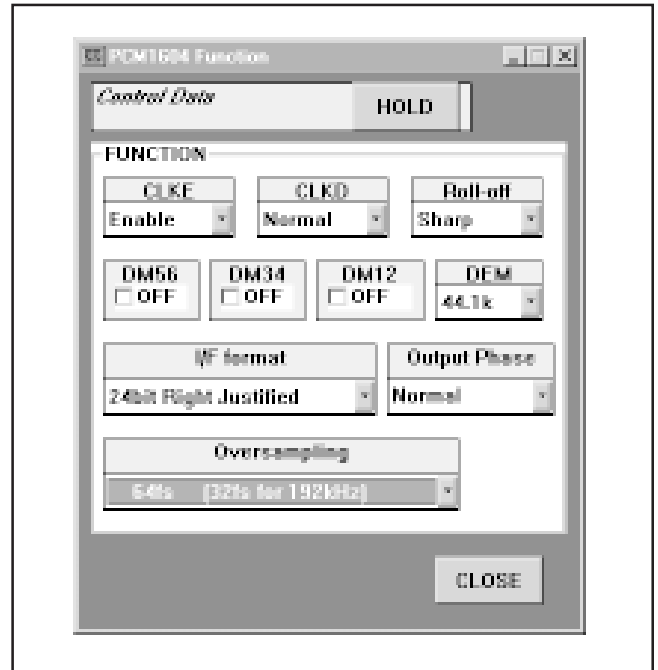 PCM1604 Function
Control Data
HOLD
FUNCTION
CLKE CLKD Roll-off
Enable Normal Sharp
DM56 DM34 DM12 DEM
OFF OFF OFF 44.1k
I/F format Output Phase
24bit Right Justified Normal
Oversampling
64fs (32fs for 192kHz)
CLOSE